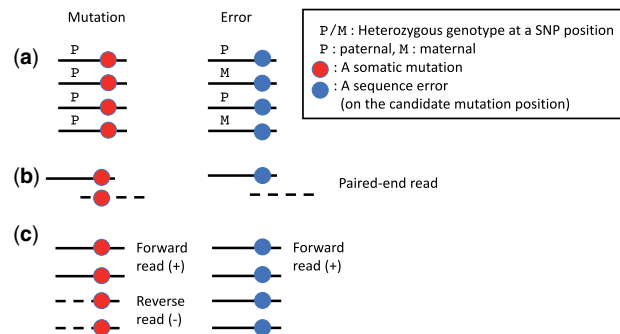 Mutation
Error
P/M : Heterozygous genotype at a SNP position
P : paternal, M : maternal
: A somatic mutation
: A sequence error
(on the candidate mutation position)
(a)
P
P
P
P
P
M
P
M
(b)
Paired-end read
(c)
Forward
read (+)
Reverse
read (-)
Forward
read (+)